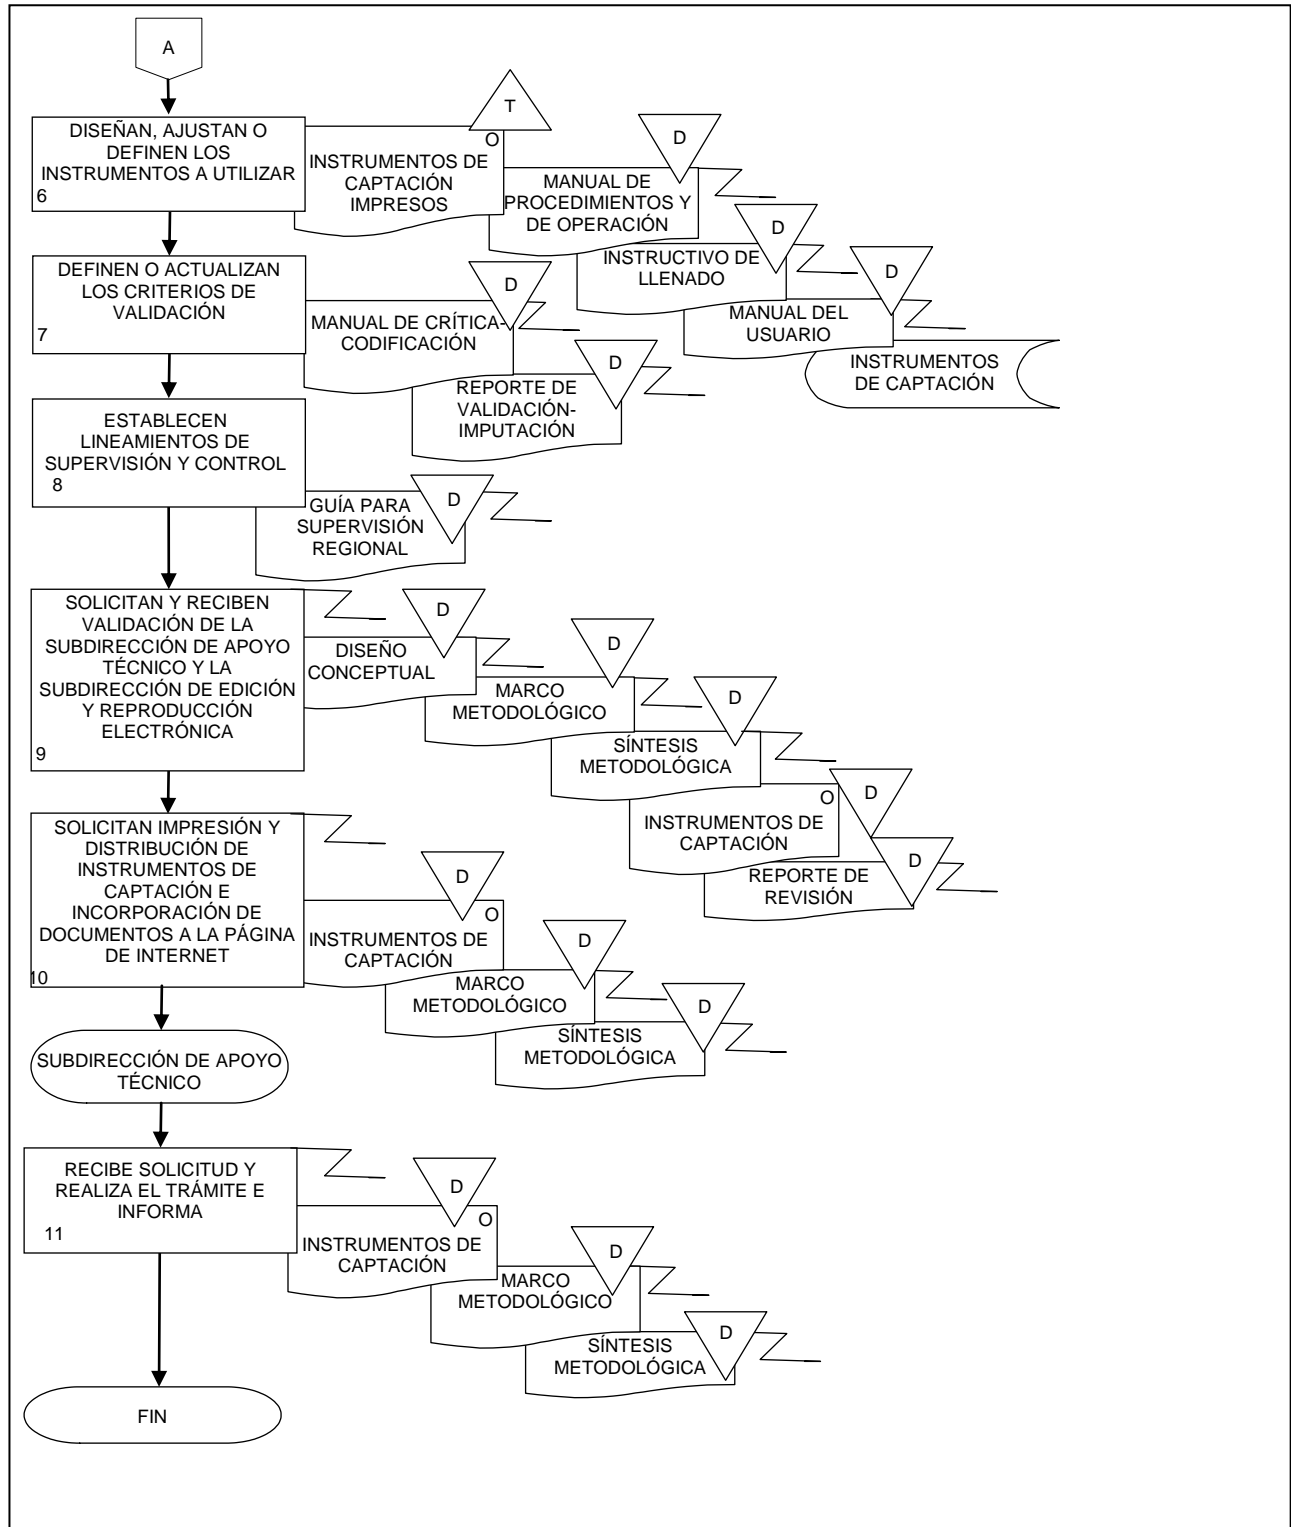 A
DISEÑAN, AJUSTAN O
DEFINEN LOS
INSTRUMENTOS A UTILIZAR
6
O
INSTRUMENTOS DE
CAPTACIÓN
IMPRESOS
T
MANUAL DE
PROCEDIMIENTOS Y
DE OPERACIÓN
D
INSTRUCTIVO DE
LLENADO
D
MANUAL DEL
USUARIO
D
INSTRUMENTOS
DE CAPTACIÓN
DEFINEN O ACTUALIZAN
LOS CRITERIOS DE
VALIDACIÓN
7
MANUAL DE CRÍTICA-
CODIFICACIÓN
D
REPORTE DE
VALIDACIÓN-
IMPUTACIÓN
D
ESTABLECEN
LINEAMIENTOS DE
SUPERVISIÓN Y CONTROL
8
GUÍA PARA
SUPERVISIÓN
REGIONAL
D
SOLICITAN Y RECIBEN
VALIDACIÓN DE LA
SUBDIRECCIÓN DE APOYO
TÉCNICO Y LA
SUBDIRECCIÓN DE EDICIÓN
Y REPRODUCCIÓN
ELECTRÓNICA
9
DISEÑO
CONCEPTUAL
D
MARCO
METODOLÓGICO
D
SÍNTESIS
METODOLÓGICA
D
O
INSTRUMENTOS DE
CAPTACIÓN
D
REPORTE DE
REVISIÓN
D
SOLICITAN IMPRESIÓN Y
DISTRIBUCIÓN DE
INSTRUMENTOS DE
CAPTACIÓN E
INCORPORACIÓN DE
DOCUMENTOS A LA PÁGINA
DE INTERNET
10
D
O
INSTRUMENTOS DE
CAPTACIÓN
D
MARCO
METODOLÓGICO
D
SÍNTESIS
METODOLÓGICA
SUBDIRECCIÓN DE APOYO
TÉCNICO
RECIBE SOLICITUD Y
REALIZA EL TRÁMITE E
INFORMA
11
D
O
INSTRUMENTOS DE
CAPTACIÓN
D
MARCO
METODOLÓGICO
D
SÍNTESIS
METODOLÓGICA
FIN